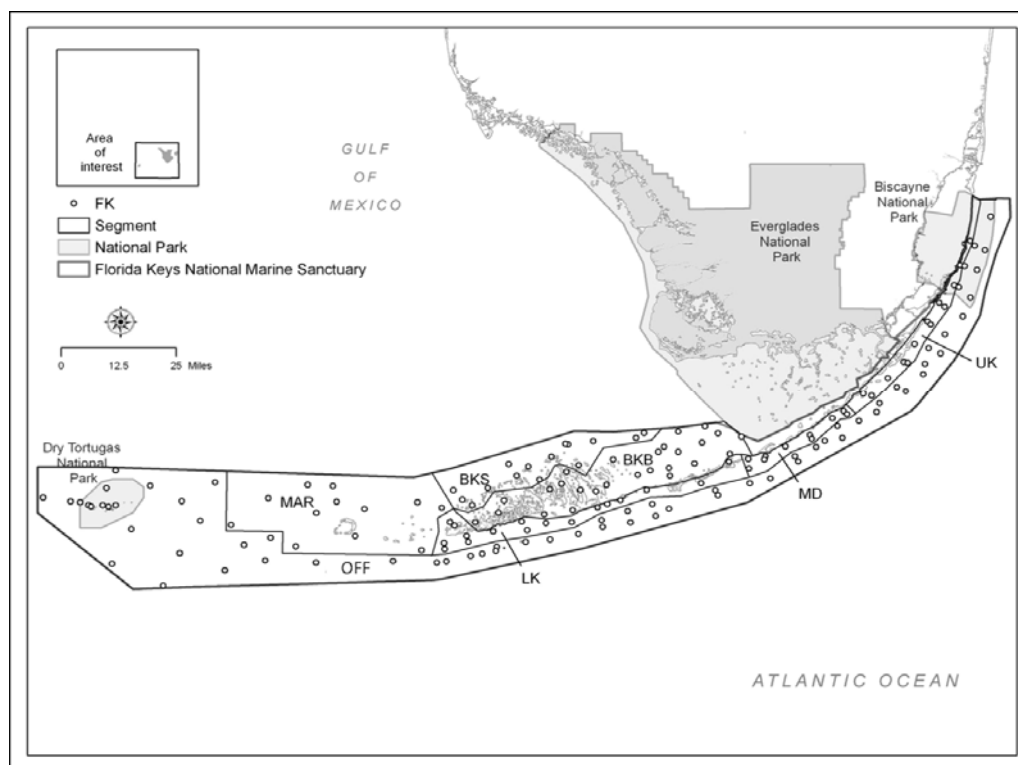 GULF
OF
MEXICO
Area
of
interest
FK
Segment
National Park
Florida Keys National Marine Sanctuary
0 12.5 25 Miles
Biscayne
National
Park
Everglades
National
Park
UK
Dry Tortugas
National
Park
MAR
BKS
BKB
MD
OFF
LK
ATLANTIC OCEAN